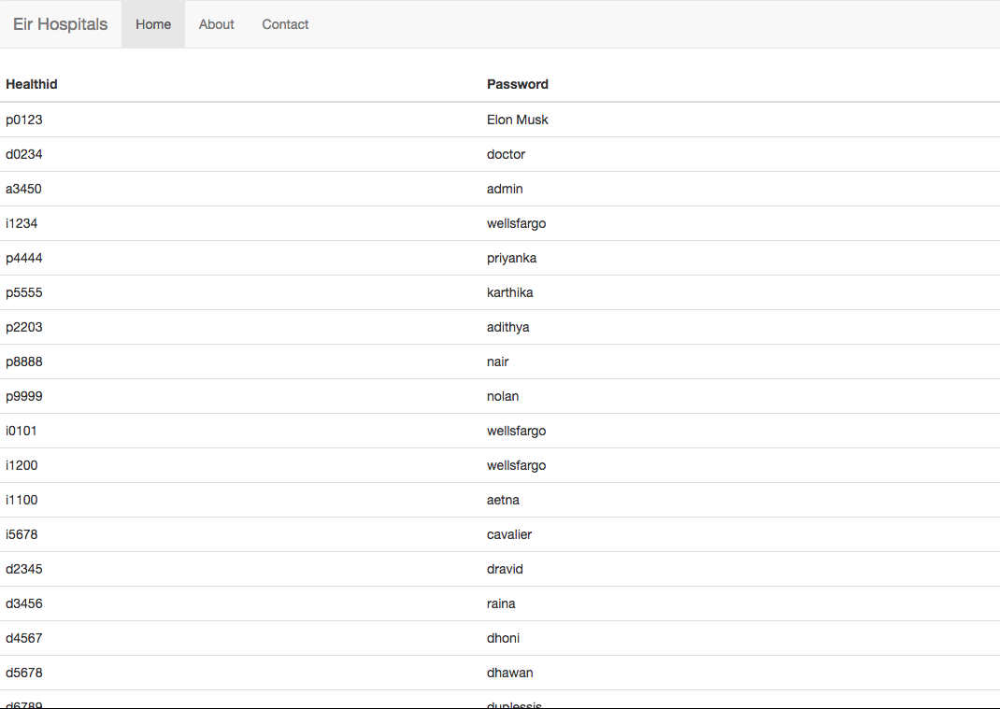 Eir Hospitals Home About Contact
Healthid Password
p0123 Elon Musk
d0234 doctor
a3450 admin
i1234 wellsfargo
p4444 priyanka
p5555 karthika
p2203 adithya
p8888 nair
p9999 nolan
i0101 wellsfargo
i1200 wellsfargo
i1100 aetna
i5678 cavalier
d2345 dravid
d3456 raina
d4567 dhoni
d5678 dhawan
d6789 duplessis